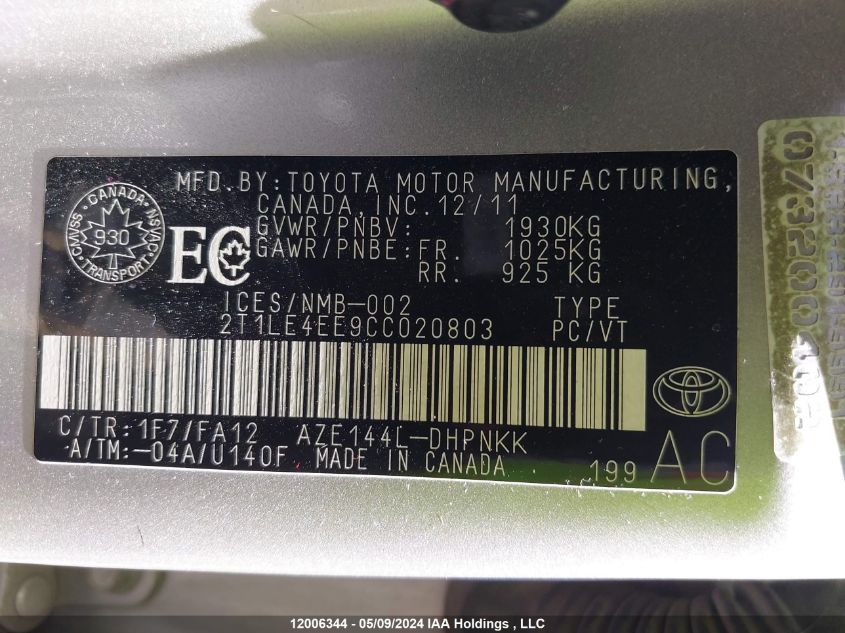 MFD.BY:TOYOTA MOTOR MANUFACTURING,
CANADA,INC.12/11
GVWR/PNBV: 1930KG
GAWR/PNBE:FR. 1025KG
RR. 925 KG
CANADA
930
TRANSPORT
EC
ICES/NMB-002 TYPE
2T1LE4EE9CC020803 PC/VT
C/TR:1F7/FA12 AZE144L-DHPNKK
A/TM:-04A/U140F MADE IN CANADA 199 AC
12006344 - 05/09/2024 IAA Holdings , LLC